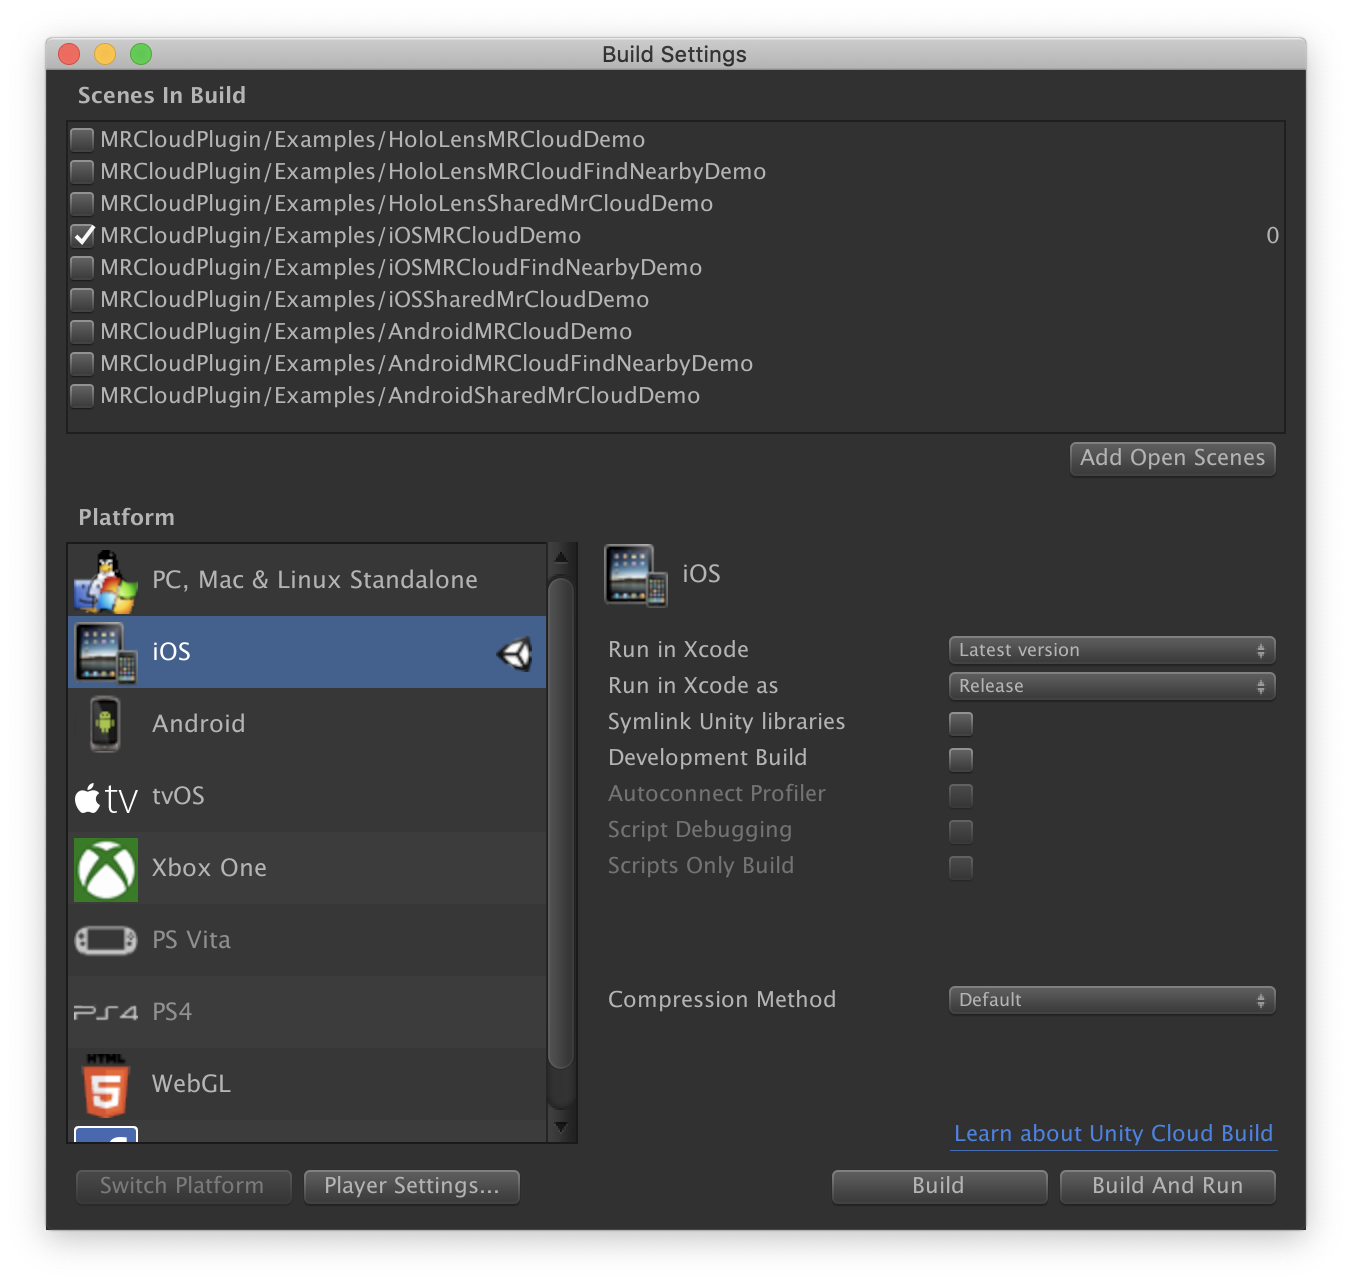 Build Settings
Scenes In Build
MRCloudPlugin/Examples/HoloLensMRCloudDemo
MRCloudPlugin/Examples/HoloLensMRCloudFindNearbyDemo
MRCloudPlugin/Examples/HoloLensSharedMrCloudDemo
MRCloudPlugin/Examples/iOSMRCloudDemo 0
MRCloudPlugin/Examples/iOSMRCloudFindNearbyDemo
MRCloudPlugin/Examples/iOSSharedMrCloudDemo
MRCloudPlugin/Examples/AndroidMRCloudDemo
MRCloudPlugin/Examples/AndroidMRCloudFindNearbyDemo
MRCloudPlugin/Examples/AndroidSharedMrCloudDemo
Add Open Scenes
Platform
PC, Mac & Linux Standalone
iOS
Android
tv tvOS
Xbox One
PS Vita
PS4 PS4
HTML
5 WebGL
iOS
Run in Xcode Latest version
Run in Xcode as Release
Symlink Unity libraries
Development Build
Autoconnect Profiler
Script Debugging
Scripts Only Build
Compression Method Default
Learn about Unity Cloud Build
Switch Platform Player Settings... Build Build And Run